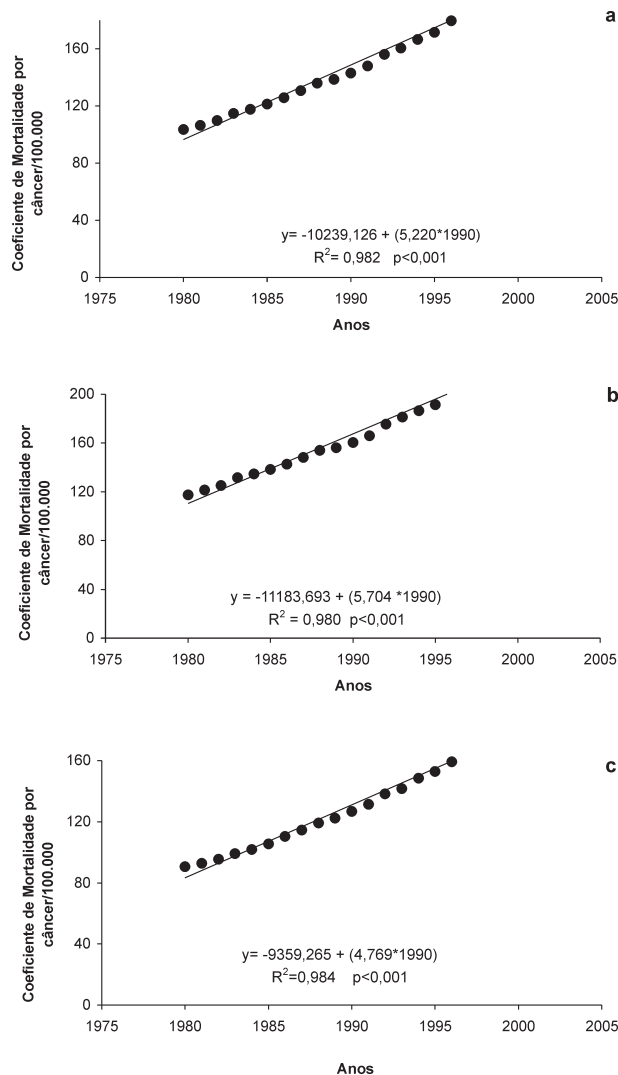 a
Coeficiente de Mortalidade por
câncer/100.000
160
120
80
40
0
y= -10239,126 + (5,220*1990)
R²= 0,982 p<0,001
1975 1980 1985 1990 1995 2000 2005
Anos
b
Coeficiente de Mortalidade por
câncer/100.000
200
160
120
80
40
0
y = -11183,693 + (5,704 *1990)
R² = 0,980 p<0,001
1975 1980 1985 1990 1995 2000 2005
Anos
c
Coeficiente de Mortalidade por
câncer/100.000
160
120
80
40
0
y= -9359,265 + (4,769*1990)
R²=0,984 p<0,001
1975 1980 1985 1990 1995 2000 2005
Anos